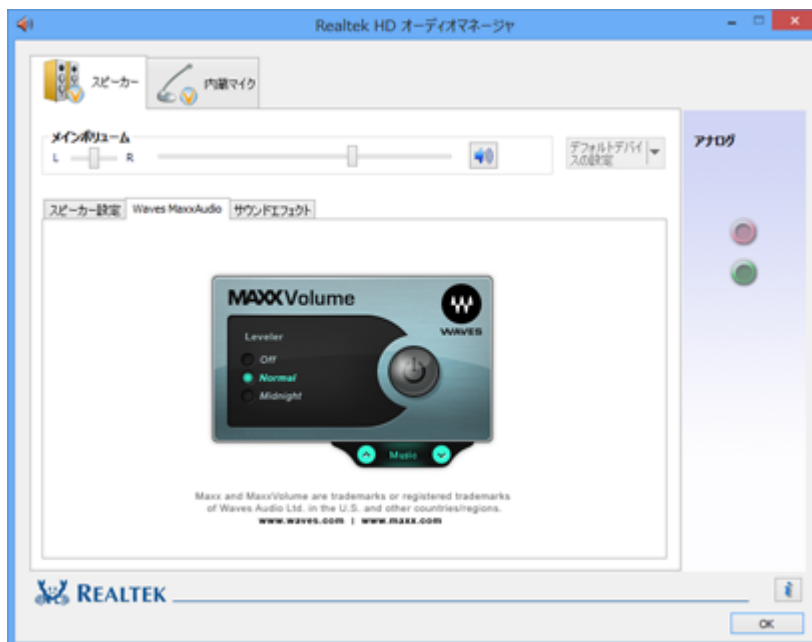 Realtek HD オーディオマネージャ
スピーカー
内蔵マイク
メインボリューム
L R
デフォルトデバイ
スの設定
アナログ
スピーカー設定 Waves MaxxAudio サウンドエフェクト
MAXXVolume
WAVES
Leveler
Off
Normal
Midnight
Music
Maxx and MaxxVolume are trademarks or registered trademarks
of Waves Audio Ltd. in the U.S. and other countries/regions.
www.waves.com | www.maxx.com
REALTEK
OK